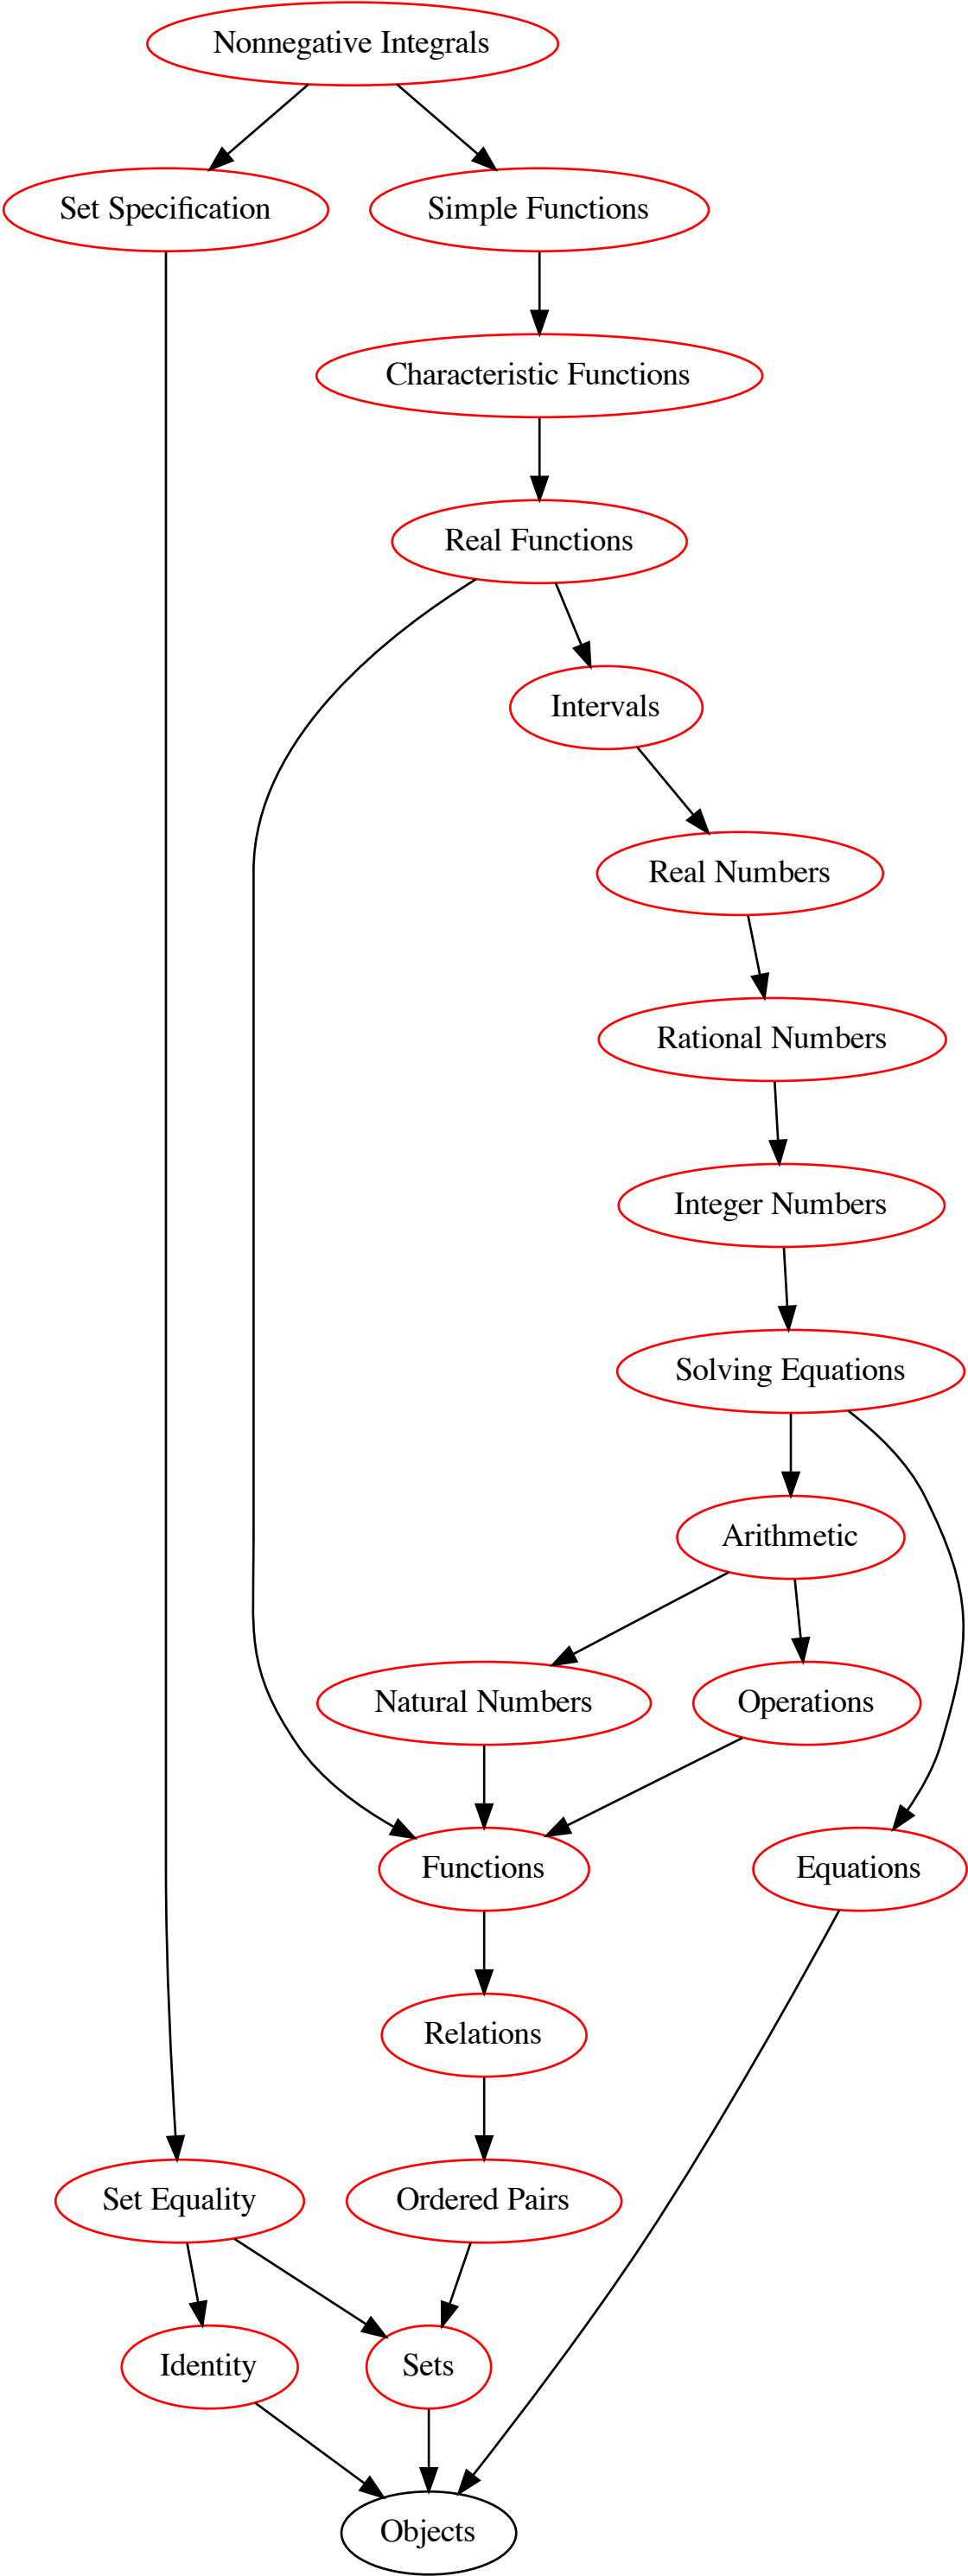 Nonnegative Integrals
Set Specification
Simple Functions
Characteristic Functions
Real Functions
Intervals
Real Numbers
Rational Numbers
Integer Numbers
Solving Equations
Arithmetic
Natural Numbers
Operations
Functions
Equations
Relations
Set Equality
Ordered Pairs
Identity
Sets
Objects